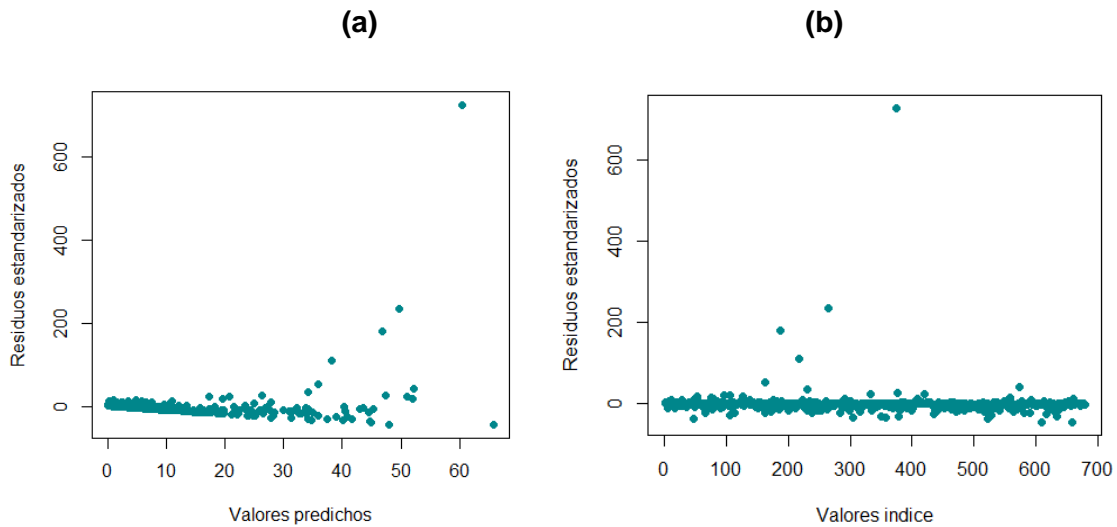 (a)
(b)
Residuos estandarizados
600
400
200
0
0 10 20 30 40 50 60
Valores predichos
Residuos estandarizados
600
400
200
0
0 100 200 300 400 500 600 700
Valores indice